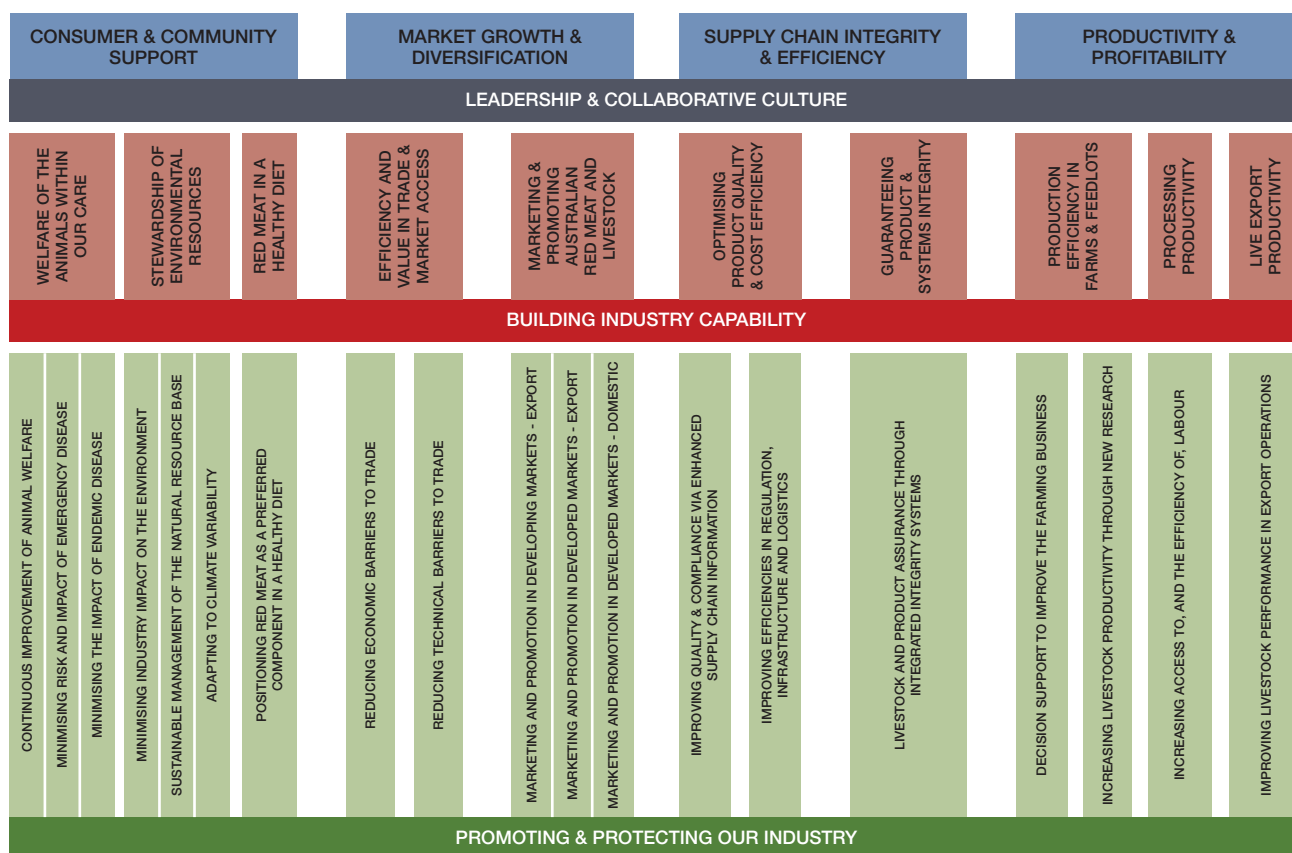 CONSUMER & COMMUNITY
SUPPORT
MARKET GROWTH &
DIVERSIFICATION
SUPPLY CHAIN INTEGRITY
& EFFICIENCY
PRODUCTIVITY &
PROFITABILITY
LEADERSHIP & COLLABORATIVE CULTURE
WELFARE OF THE
ANIMALS WITHIN
OUR CARE
STEWARDSHIP OF
ENVIRONMENTAL
RESOURCES
RED MEAT IN A
HEALTHY DIET
EFFICIENCY AND
VALUE IN TRADE &
MARKET ACCESS
MARKETING &
PROMOTING
AUSTRALIAN
RED MEAT AND
LIVESTOCK
OPTIMISING
PRODUCT QUALITY
& COST EFFICIENCY
GUARANTEEING
PRODUCT &
SYSTEMS INTEGRITY
PRODUCTION
EFFICIENCY IN
FARMS & FEEDLOTS
PROCESSING
PRODUCTIVITY
LIVE EXPORT
PRODUCTIVITY
BUILDING INDUSTRY CAPABILITY
CONTINUOUS IMPROVEMENT OF ANIMAL WELFARE
MINIMISING RISK AND IMPACT OF EMERGENCY DISEASE
MINIMISING THE IMPACT OF ENDEMIC DISEASE
MINIMISING INDUSTRY IMPACT ON THE ENVIRONMENT
SUSTAINABLE MANAGEMENT OF THE NATURAL RESOURCE BASE
ADAPTING TO CLIMATE VARIABILITY
POSITIONING RED MEAT AS A PREFERRED
COMPONENT IN A HEALTHY DIET
REDUCING ECONOMIC BARRIERS TO TRADE
REDUCING TECHNICAL BARRIERS TO TRADE
MARKETING AND PROMOTION IN DEVELOPING MARKETS - EXPORT
MARKETING AND PROMOTION IN DEVELOPED MARKETS - EXPORT
MARKETING AND PROMOTION IN DEVELOPED MARKETS - DOMESTIC
IMPROVING QUALITY & COMPLIANCE VIA ENHANCED
SUPPLY CHAIN INFORMATION
IMPROVING EFFICIENCIES IN REGULATION,
INFRASTRUCTURE AND LOGISTICS
LIVESTOCK AND PRODUCT ASSURANCE THROUGH
INTEGRATED INTEGRITY SYSTEMS
DECISION SUPPORT TO IMPROVE THE FARMING BUSINESS
INCREASING LIVESTOCK PRODUCTIVITY THROUGH NEW RESEARCH
INCREASING ACCESS TO, AND THE EFFICIENCY OF, LABOUR
IMPROVING LIVESTOCK PERFORMANCE IN EXPORT OPERATIONS
PROMOTING & PROTECTING OUR INDUSTRY